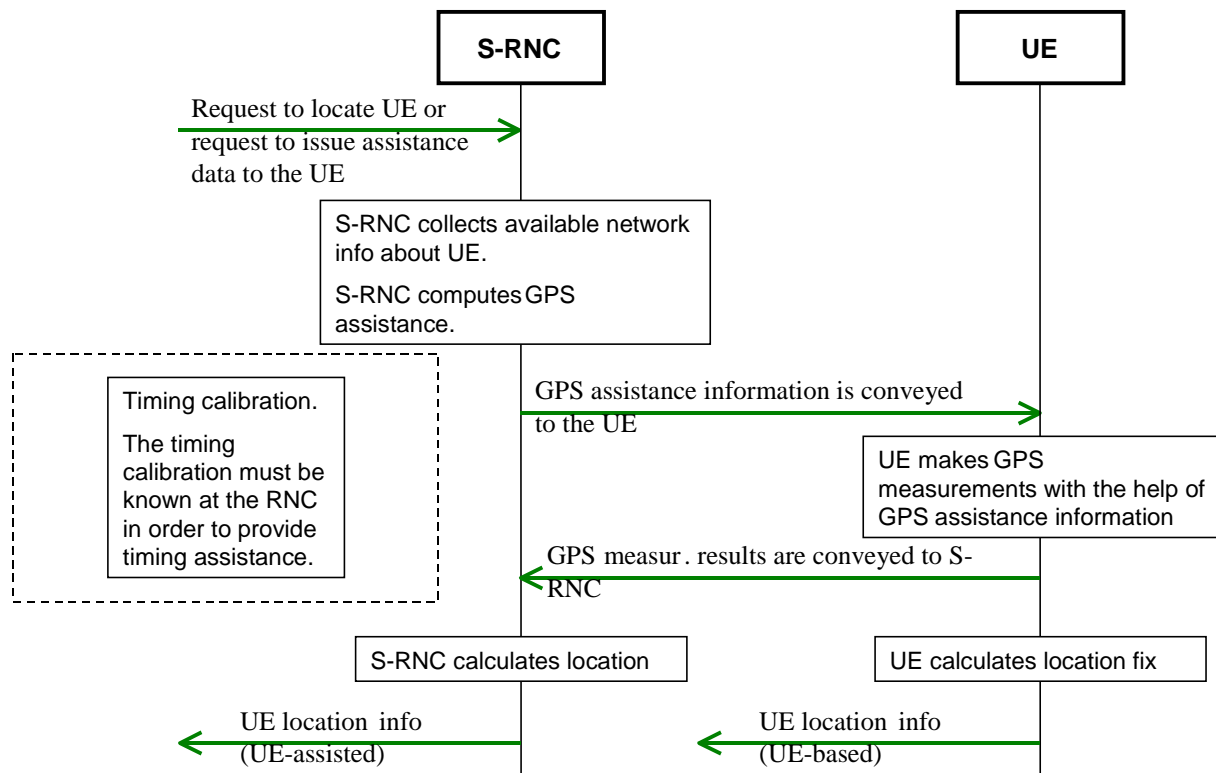 S-RNC
UE
Request to locate UE or
request to issue assistance
data to the UE
S-RNC collects available network
info about UE.
S-RNC computes GPS
assistance.
Timing calibration.
The timing
calibration must be
known at the RNC
in order to provide
timing assistance.
GPS assistance information is conveyed
to the UE
UE makes GPS
measurements with the help of
GPS assistance information
GPS measur. results are conveyed to S-
RNC
S-RNC calculates location
UE calculates location fix
UE location info
(UE-assisted)
UE location info
(UE-based)